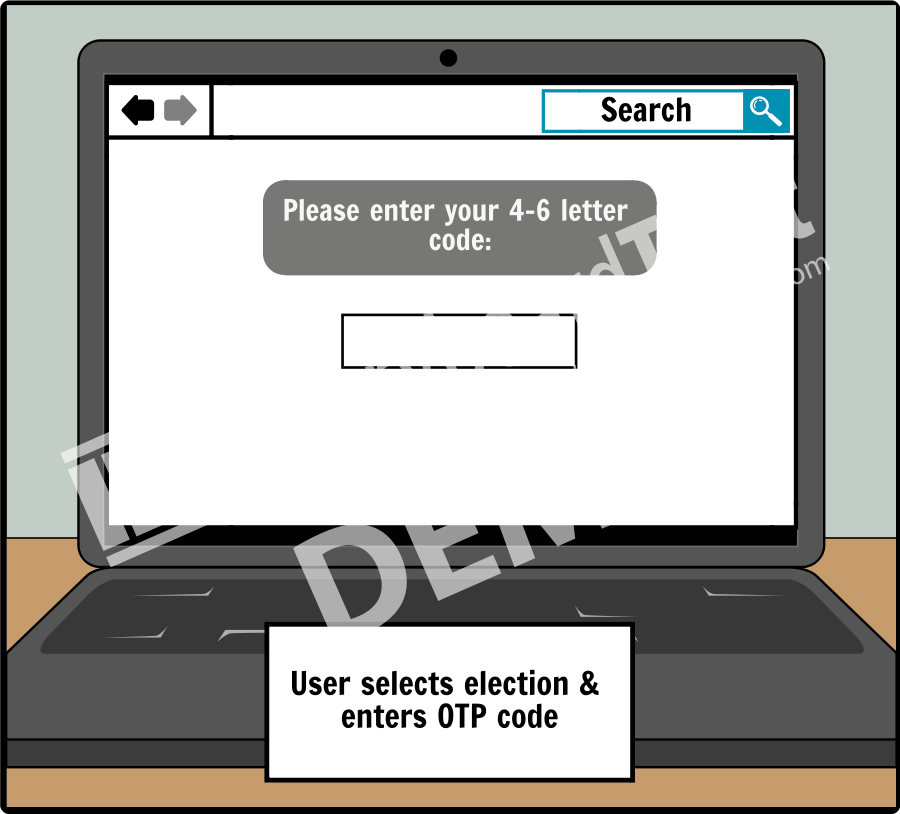 Search
Please enter your 4-6 letter
code:
User selects election &
enters OTP code